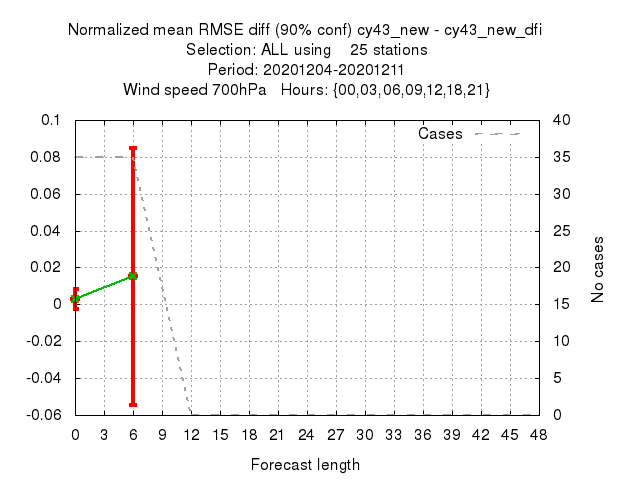 Normalized mean RMSE diff (90% conf) cy43_new - cy43_new_dfi
Selection: ALL using    25 stations
Period: 20201204-20201211
Wind speed 700hPa   Hours: {00,03,06,09,12,18,21}
0.1
0.08
0.06
0.04
0.02
0
-0.02
-0.04
-0.06
Cases
40
35
30
25
20
15
10
5
0
No cases
0 3 6 9 12 15 18 21 24 27 30 33 36 39 42 45 48
Forecast length